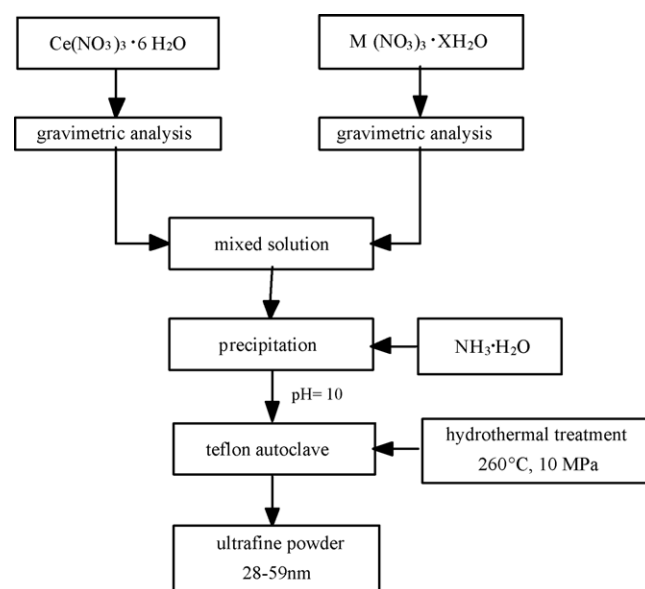 Ce(NO₃)₃·6 H₂O
M (NO₃)₃·XH₂O
gravimetric analysis
gravimetric analysis
mixed solution
precipitation
NH₃·H₂O
pH= 10
teflon autoclave
hydrothermal treatment
260°C, 10 MPa
ultrafine powder
28-59nm